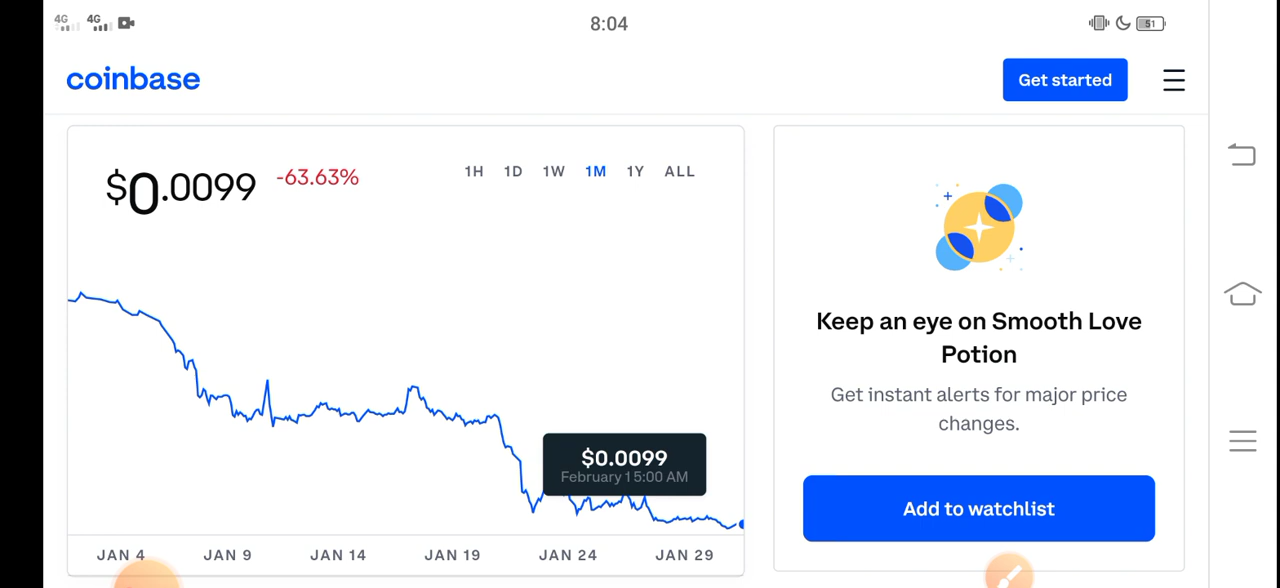 4G 4G 8:04 51
coinbase
Get started
$0.0099 -63.63%
1H 1D 1W 1M 1Y ALL
Keep an eye on Smooth Love
Potion
Get instant alerts for major price
changes.
$0.0099
February 1 5:00 AM
Add to watchlist
JAN 4 JAN 9 JAN 14 JAN 19 JAN 24 JAN 29